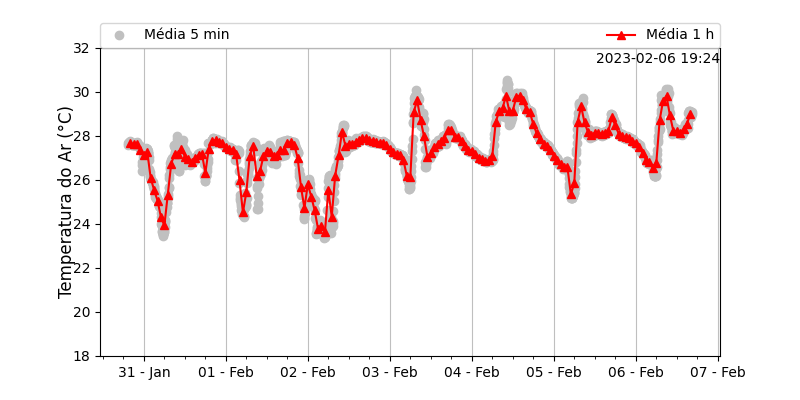 Média 5 min
Média 1 h
2023-02-06 19:24
Temperatura do Ar (°C)
32
30
28
26
24
22
20
18
31 - Jan
01 - Feb
02 - Feb
03 - Feb
04 - Feb
05 - Feb
06 - Feb
07 - Feb